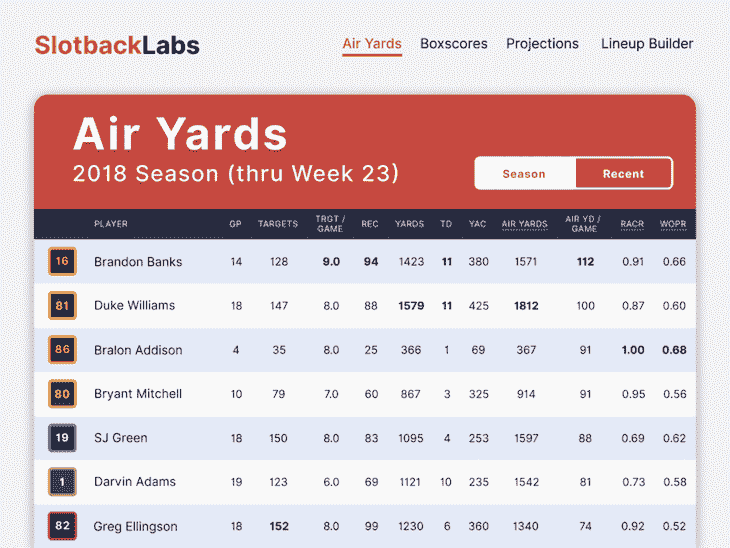 SlotbackLabs Air Yards Boxscores Projections Lineup Builder
Air Yards
2018 Season (thru Week 23)
Season Recent
PLAYER GP TARGETS TRGT / GAME REC YARDS TD YAC AIR YARDS AIR YD / GAME RACR WOPR
16 Brandon Banks 14 128 9.0 94 1423 11 380 1571 112 0.91 0.66
81 Duke Williams 18 147 8.0 88 1579 11 425 1812 100 0.87 0.60
86 Bralon Addison 4 35 8.0 25 366 1 69 367 91 1.00 0.68
80 Bryant Mitchell 10 79 7.0 60 867 3 325 914 91 0.95 0.56
19 SJ Green 18 150 8.0 83 1095 4 253 1597 88 0.69 0.62
1 Darvin Adams 19 123 6.0 69 1121 10 235 1542 81 0.73 0.58
82 Greg Ellingson 18 152 8.0 99 1230 6 360 1340 74 0.92 0.52